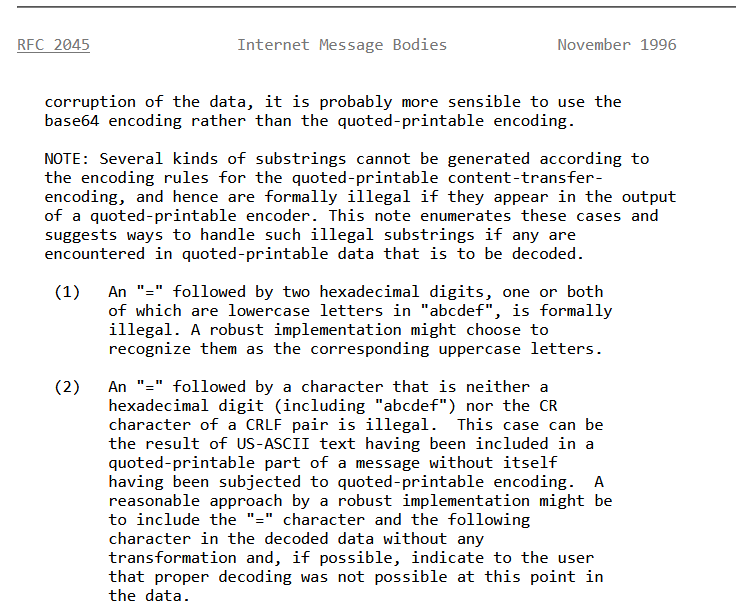 RFC 2045                Internet Message Bodies           November 1996
corruption of the data, it is probably more sensible to use the
base64 encoding rather than the quoted-printable encoding.
NOTE: Several kinds of substrings cannot be generated according to
the encoding rules for the quoted-printable content-transfer-
encoding, and hence are formally illegal if they appear in the output
of a quoted-printable encoder. This note enumerates these cases and
suggests ways to handle such illegal substrings if any are
encountered in quoted-printable data that is to be decoded.
(1)   An "=" followed by two hexadecimal digits, one or both
of which are lowercase letters in "abcdef", is formally
illegal. A robust implementation might choose to
recognize them as the corresponding uppercase letters.
(2)   An "=" followed by a character that is neither a
hexadecimal digit (including "abcdef") nor the CR
character of a CRLF pair is illegal.  This case can be
the result of US-ASCII text having been included in a
quoted-printable part of a message without itself
having been subjected to quoted-printable encoding.  A
reasonable approach by a robust implementation might be
to include the "=" character and the following
character in the decoded data without any
transformation and, if possible, indicate to the user
that proper decoding was not possible at this point in
the data.